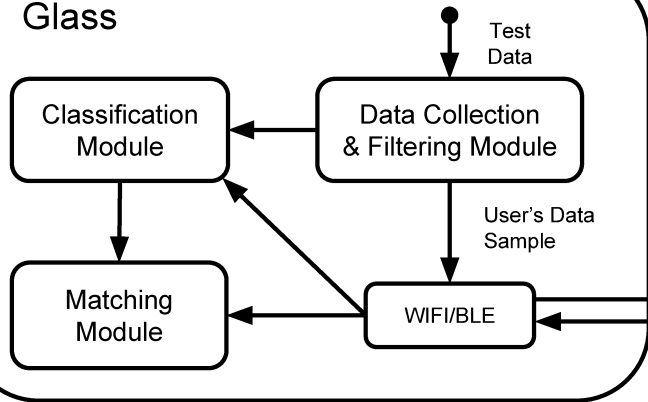 Glass
Test
Data
Classification
Module
Data Collection
& Filtering Module
User's Data
Sample
Matching
Module
WIFI/BLE